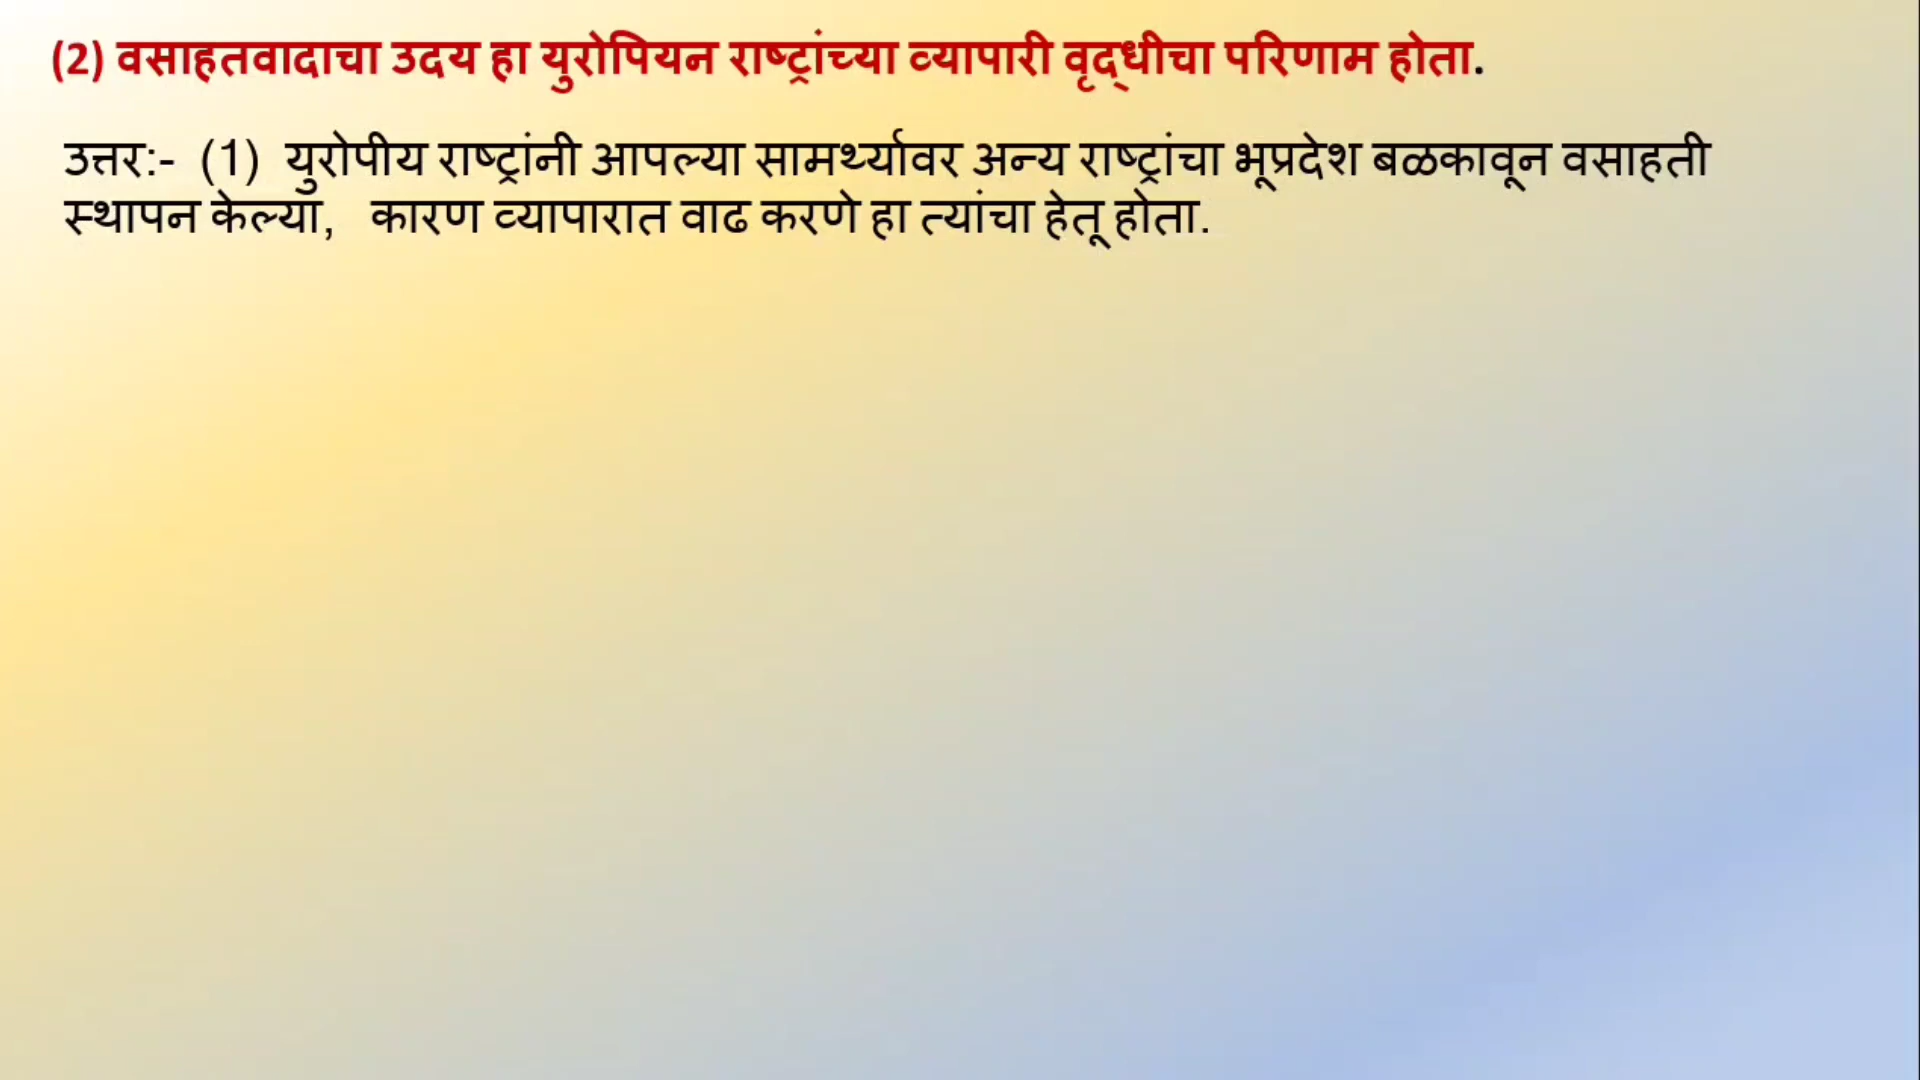 (2) वसाहतवादाचा उदय हा युरोपियन राष्ट्रांच्या व्यापारी वृद्धीचा परिणाम होता.
उत्तर:- (1) युरोपीय राष्ट्रांनी आपल्या सामर्थ्यावर अन्य राष्ट्रांचा भूप्रदेश बळकावून वसाहती
स्थापन केल्या, कारण व्यापारात वाढ करणे हा त्यांचा हेतू होता.